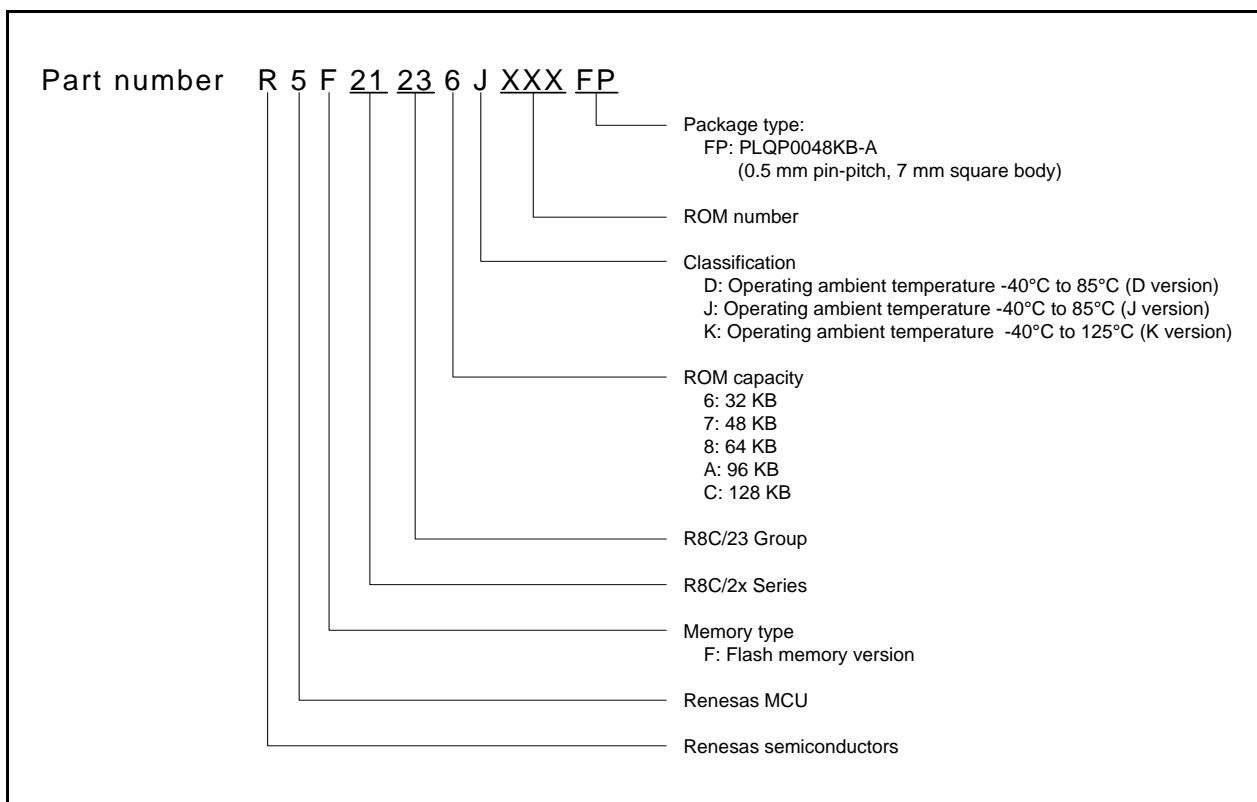 Part number R 5 F 21 23 6 J XXX FP
Package type:
FP: PLQP0048KB-A
(0.5 mm pin-pitch, 7 mm square body)
ROM number
Classification
D: Operating ambient temperature -40°C to 85°C (D version)
J: Operating ambient temperature -40°C to 85°C (J version)
K: Operating ambient temperature -40°C to 125°C (K version)
ROM capacity
6: 32 KB
7: 48 KB
8: 64 KB
A: 96 KB
C: 128 KB
R8C/23 Group
R8C/2x Series
Memory type
F: Flash memory version
Renesas MCU
Renesas semiconductors